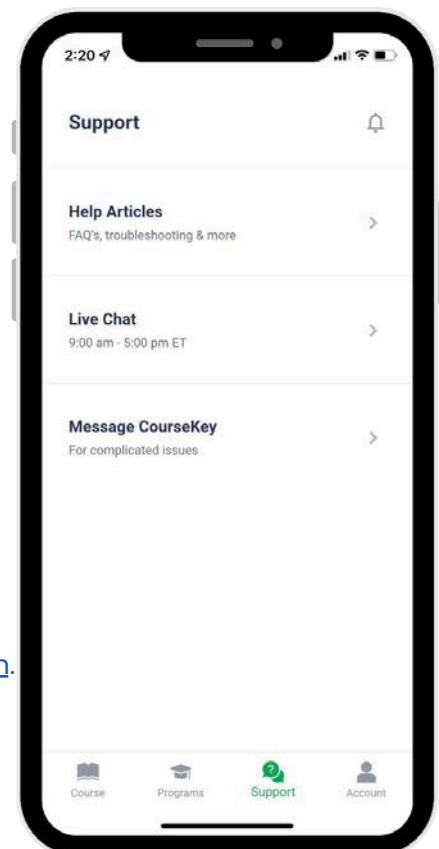 2:20
Support
Help Articles
FAQ's, troubleshooting & more
Live Chat
9:00 am - 5:00 pm ET
Message CourseKey
For complicated issues
n.
Course Programs Support Account